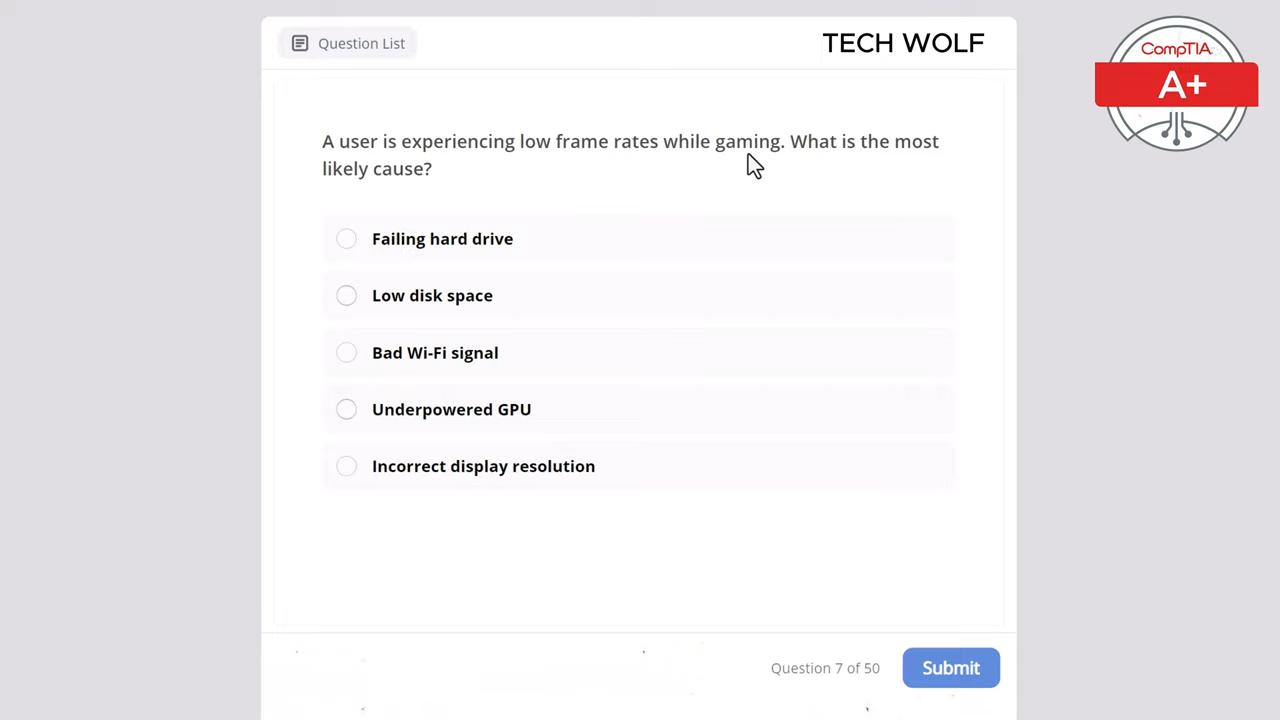 Question List
TECH WOLF
CompTIA
A+
A user is experiencing low frame rates while gaming. What is the most
likely cause?
Failing hard drive
Low disk space
Bad Wi-Fi signal
Underpowered GPU
Incorrect display resolution
Question 7 of 50
Submit